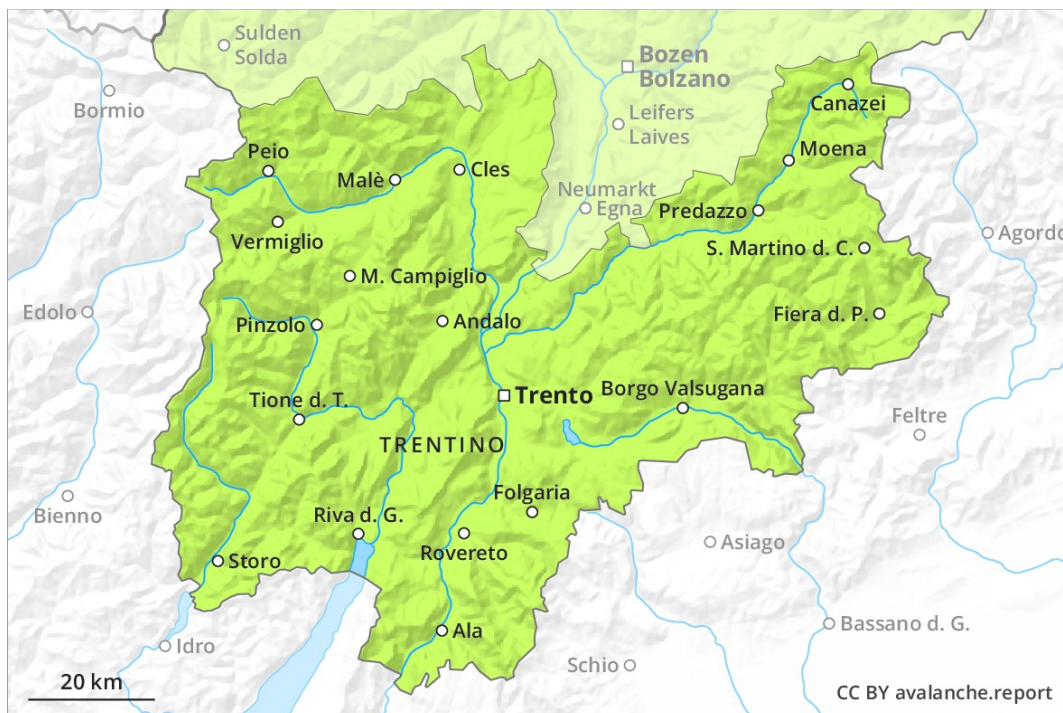 Sulden
Solda
Bozen
Bolzano
Bormio
Canazei
Leifers
Laives
Moena
Peio
Malè
Cles
Neumarkt
Egna
Predazzo
Vermiglio
S. Martino d. C.
Agordo
M. Campiglio
Edolo
Pinzolo
Andalo
Fiera d. P.
Trento
Borgo Valsugana
Tione d. T.
Feltre
TRENTINO
Bienno
Folgaria
Riva d. G.
Asiago
Rovereto
Storo
Bassano d. G.
Ala
Idro
Schio
20 km
CC BY avalanche.report